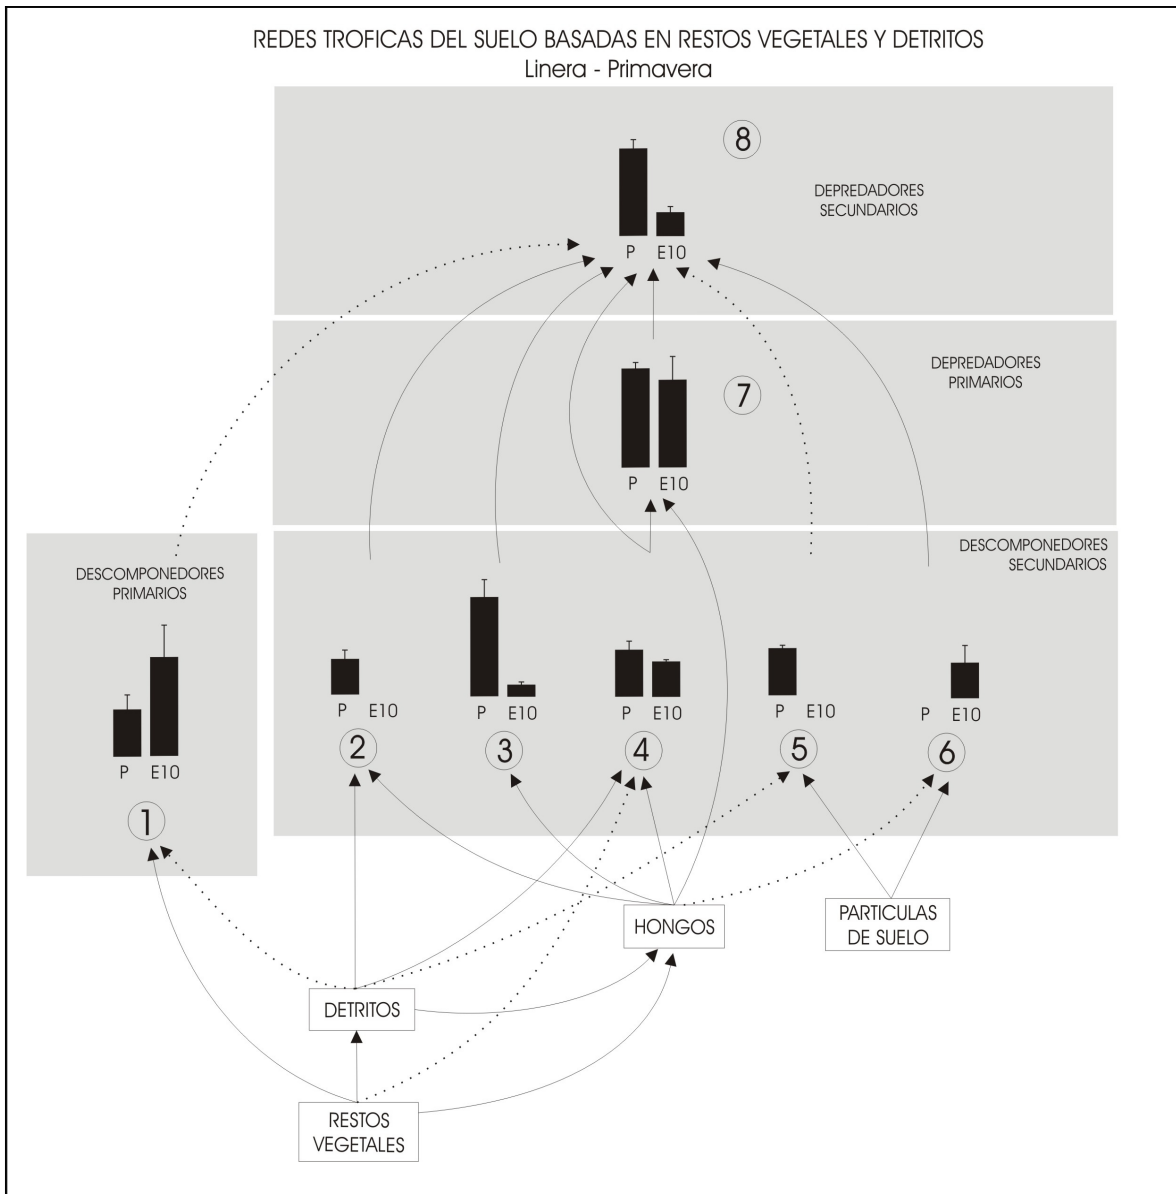 REDES TROFICAS DEL SUELO BASADAS EN RESTOS VEGETALES Y DETRITOS
Linera - Primavera
8
DEPREDADORES
SECUNDARIOS
P E10
DEPREDADORES
PRIMARIOS
7
P E10
DESCOMPONEDORES
PRIMARIOS
P E10
1
DESCOMPONEDORES
SECUNDARIOS
P E10
2
P E10
3
P E10
4
P E10
5
P E10
6
HONGOS
PARTICULAS
DE SUELO
DETRITOS
RESTOS
VEGETALES